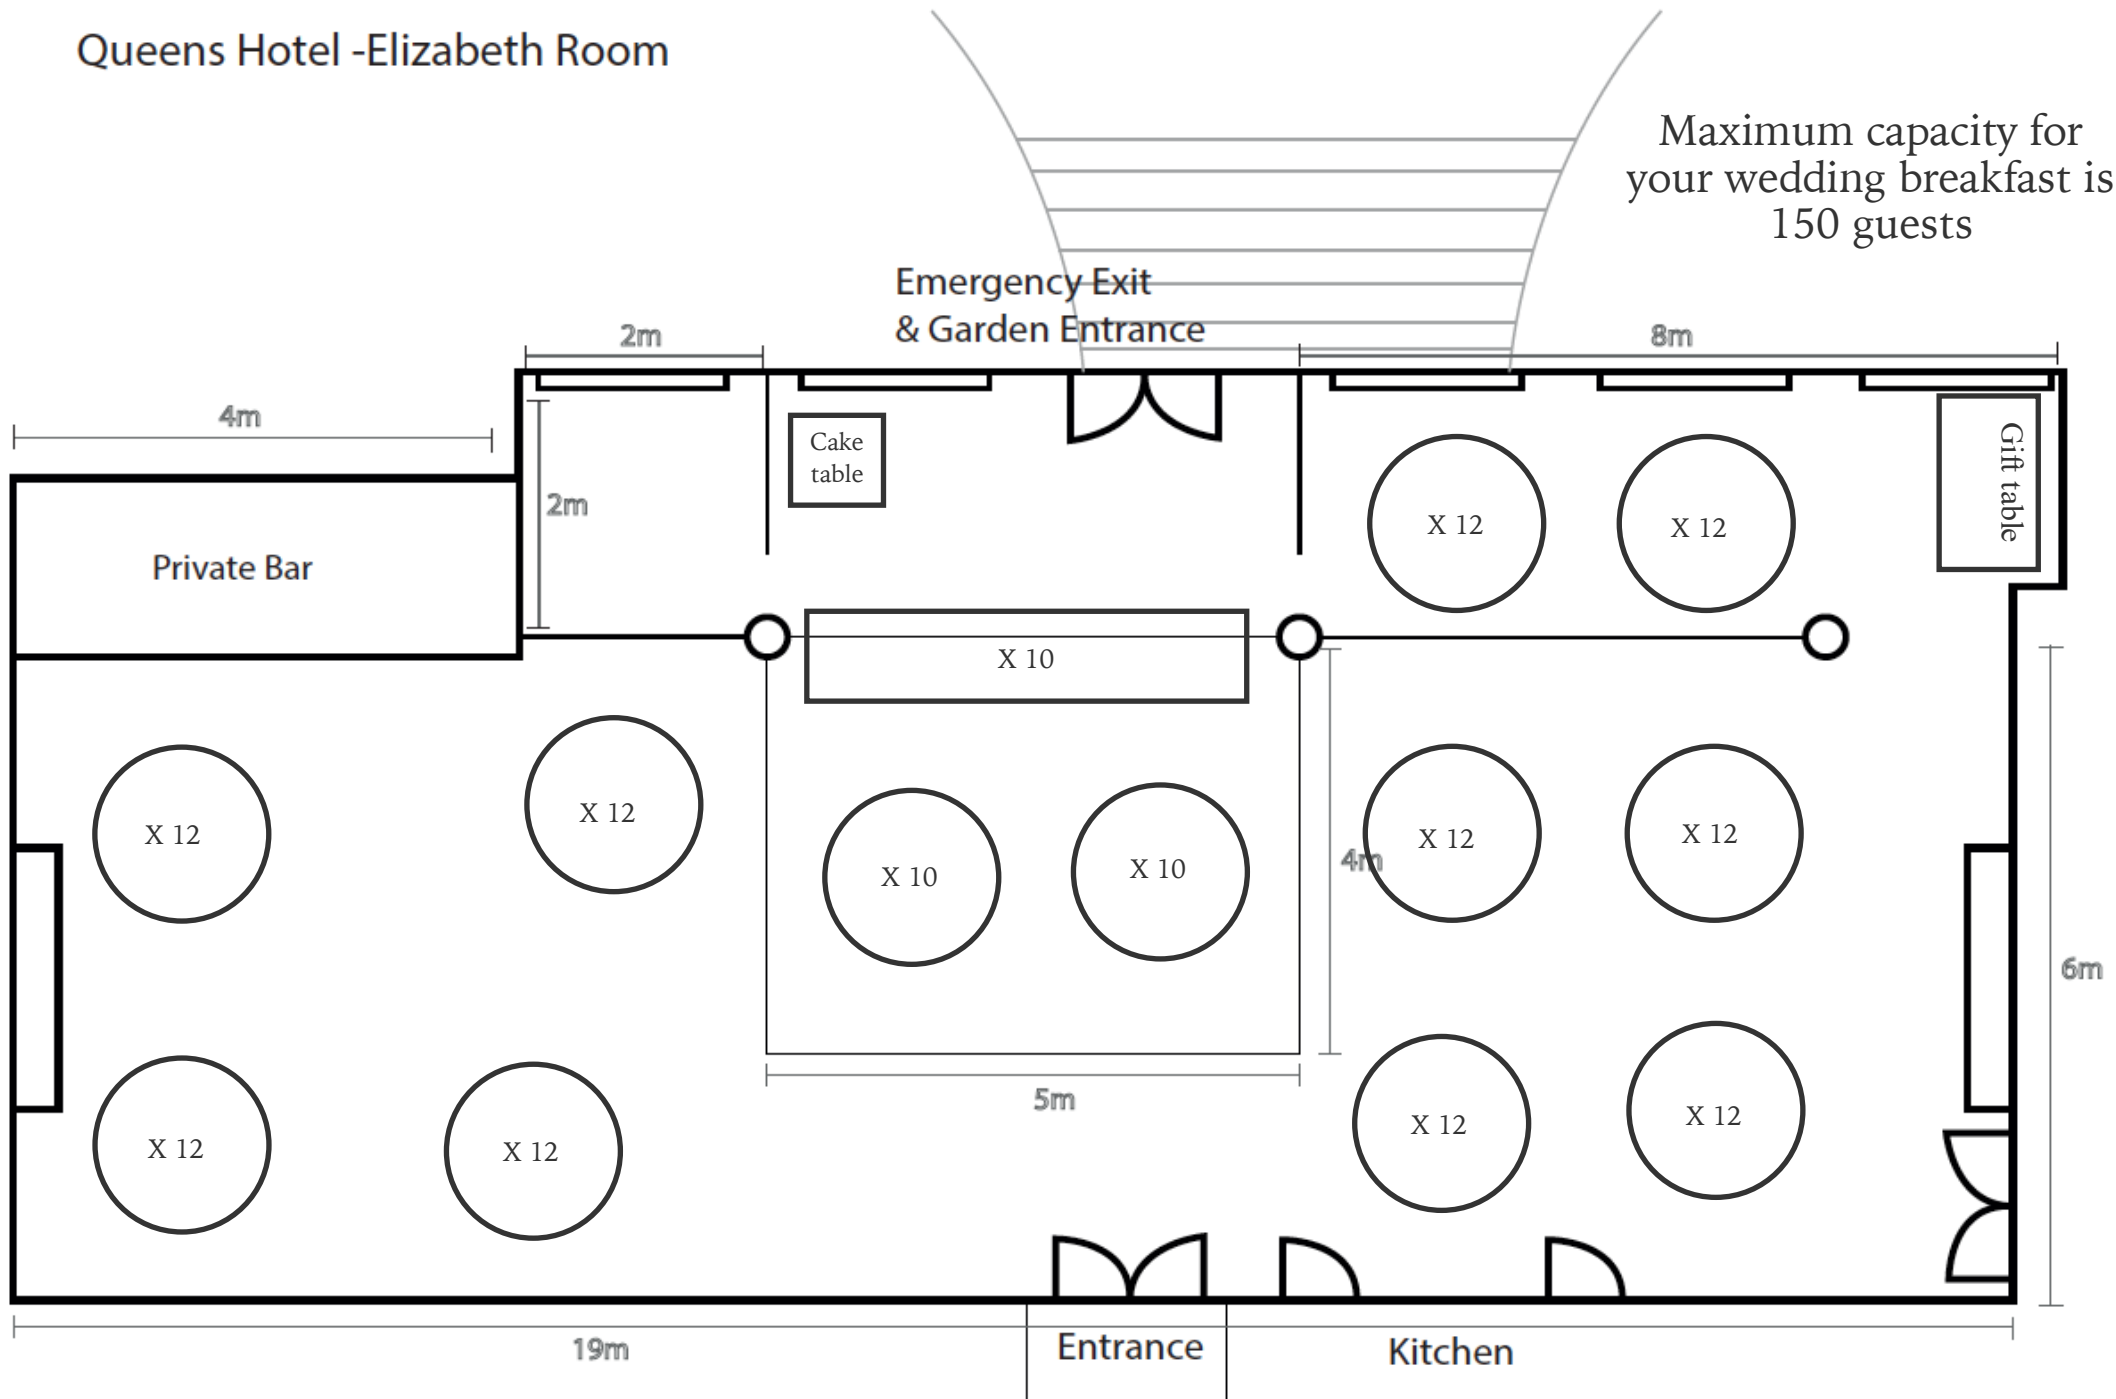 Queens Hotel -Elizabeth Room
Maximum capacity for
your wedding breakfast is
150 guests
Emergency Exit
& Garden Entrance
2m
8m
4m
Cake
table
Gift table
2m
Private Bar
X 12
X 12
X 10
X 12
X 12
X 10
X 10
4m
X 12
X 12
6m
5m
X 12
X 12
X 12
X 12
19m
Entrance
Kitchen